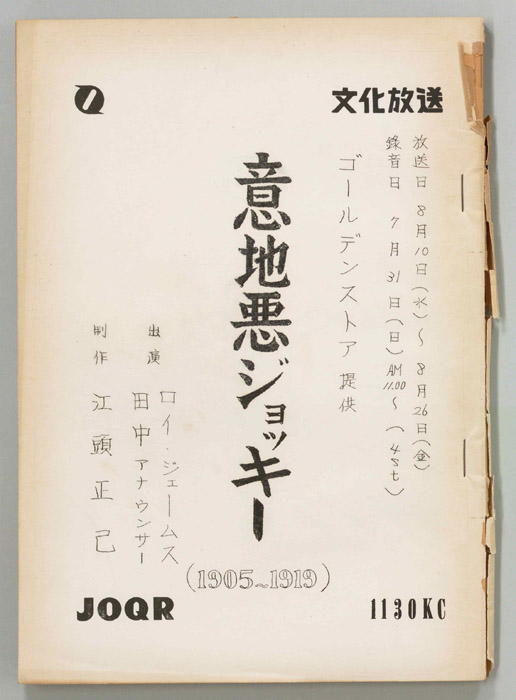 文化放送
放送日 8月10日(水)～8月26日(金)
録音日 7月31日(日)AM 11.00～(4st)
ゴールデンストア 提供
意地悪ジョッキー
(1905~1919)
出演 ロイ・ジェームス
田中アナウンサー
制作 江頭正己
JOQR
1130KC